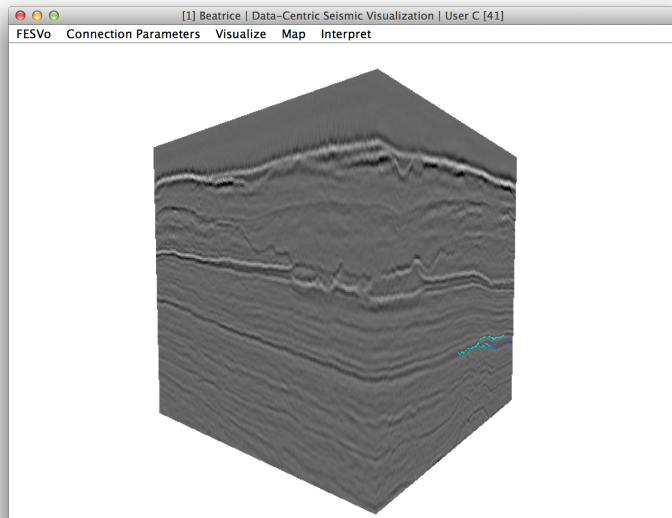 [1] Beatrice | Data-Centric Seismic Visualization | User C [41]
FESVo Connection Parameters Visualize Map Interpret